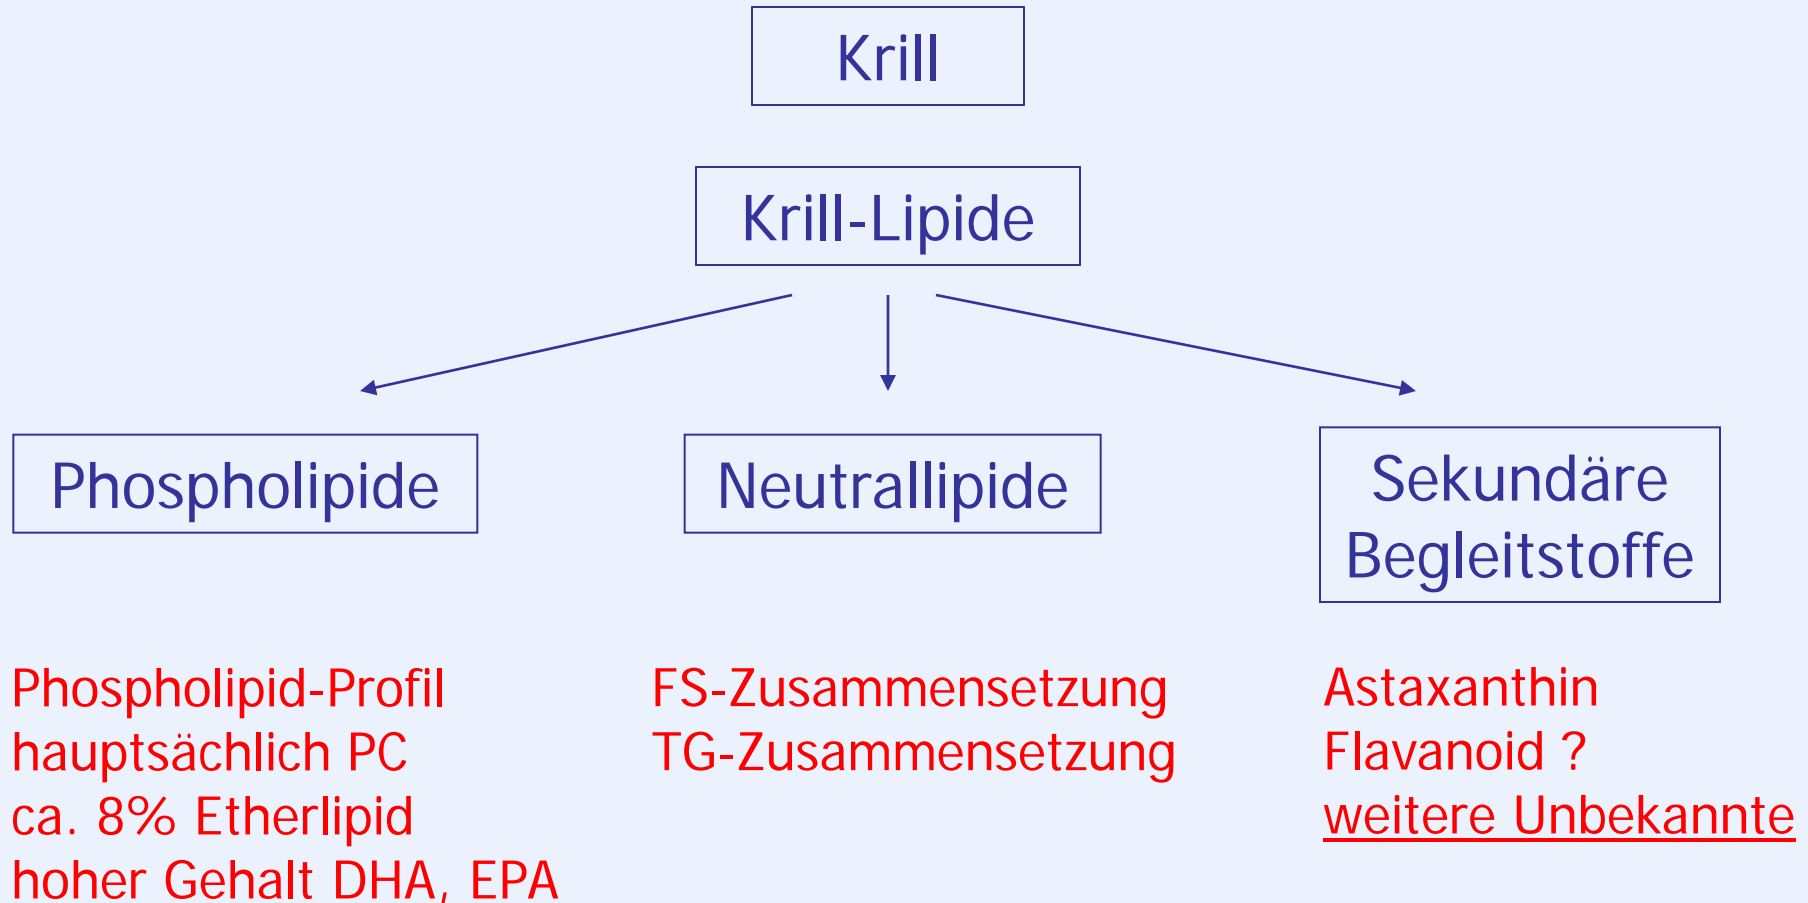 Krill
Krill-Lipide
Phospholipide
Neutrallipide
Sekundäre
Begleitstoffe
Phospholipid-Profil
hauptsächlich PC
ca. 8% Etherlipid
hoher Gehalt DHA, EPA
FS-Zusammensetzung
TG-Zusammensetzung
Astaxanthin
Flavanoid ?
weitere Unbekannte